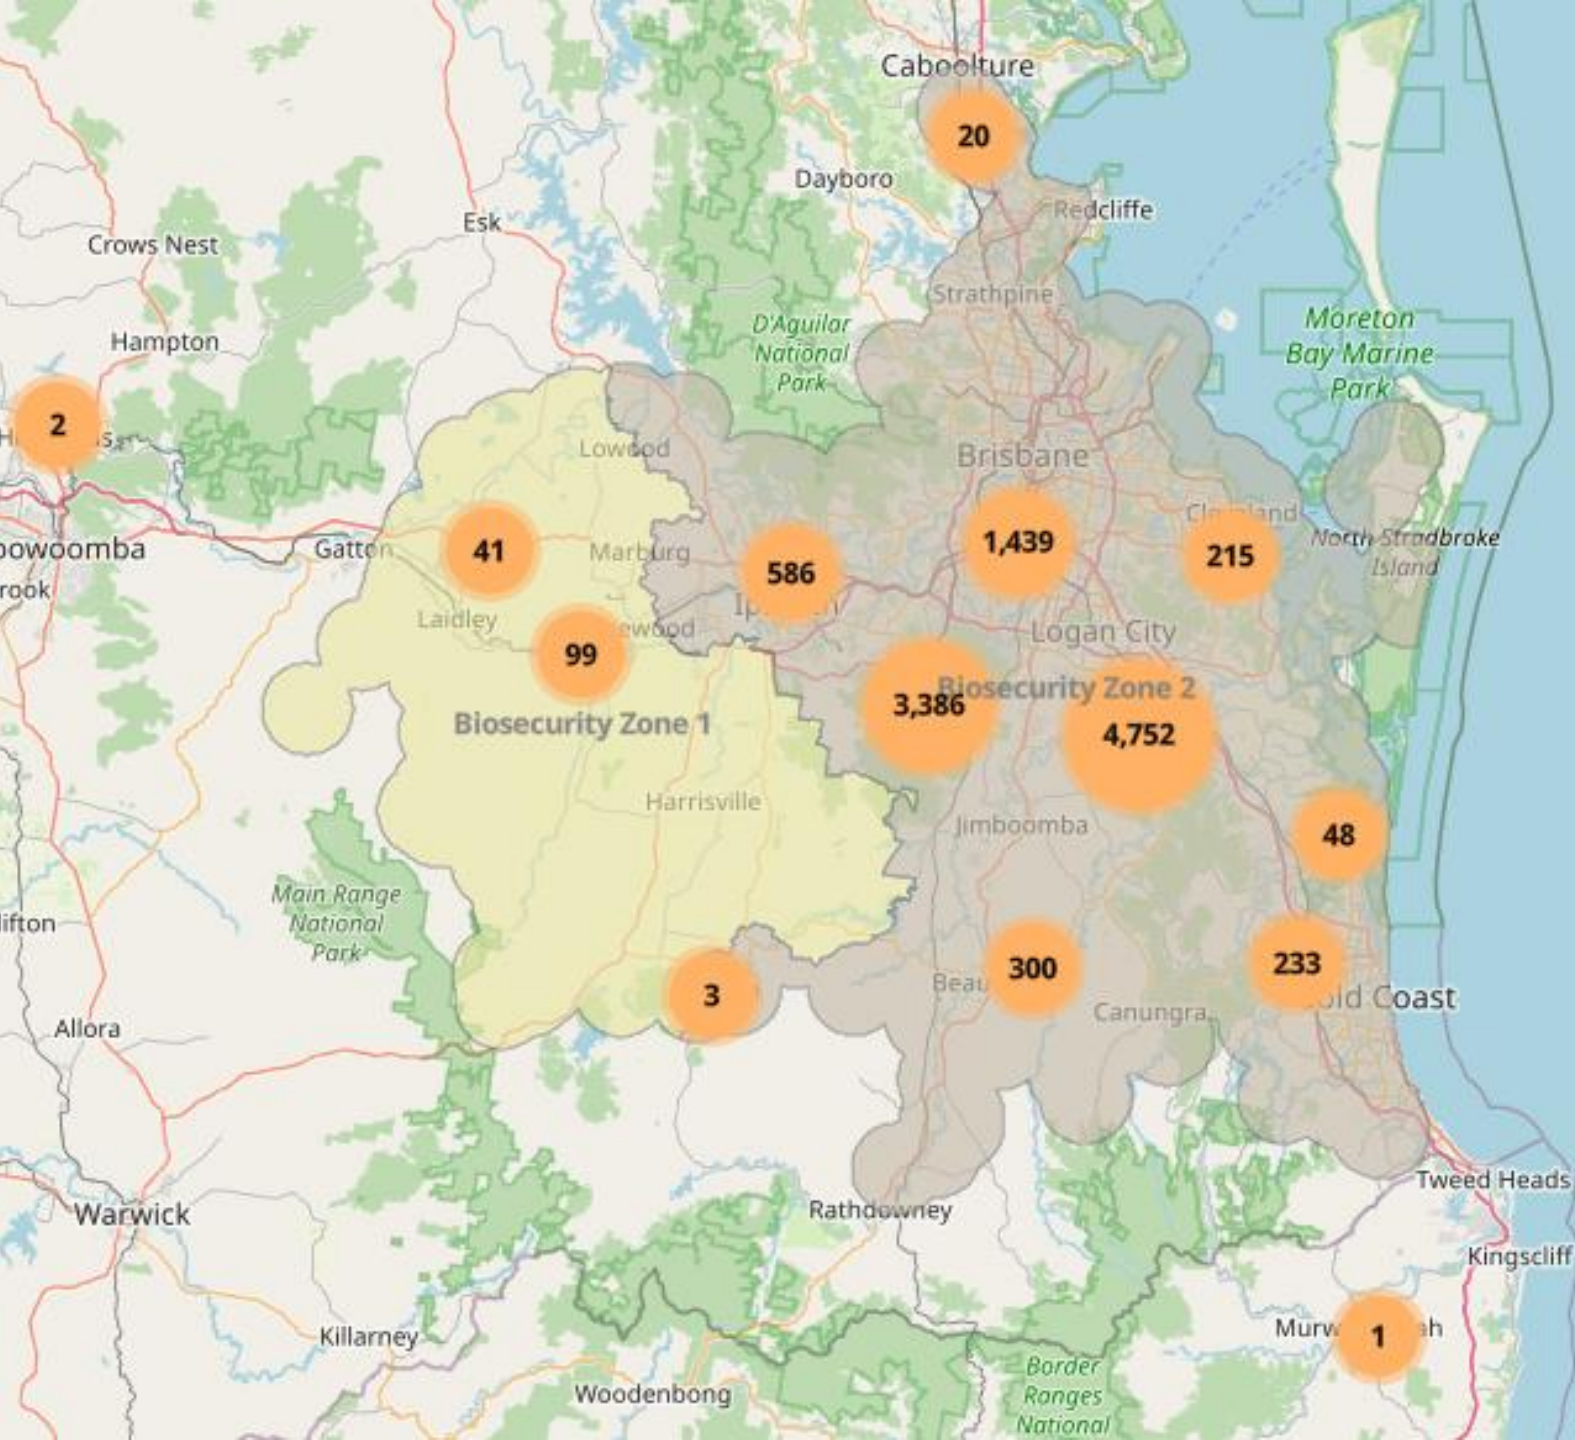 Caboolture
20
Dayboro
Redcliffe
Esk
Crows Nest
Strathpine
Hampton
D'Aguilar
National
Park
Moreton
Bay Marine
Park
2
Lowood
Brisbane
Gatton
41
Marburg
586
1,439
215
North Stradbroke
Island
Laidley
99
Logan City
Biosecurity Zone 2
3,386
4,752
Biosecurity Zone 1
Harrisville
Jimboomba
48
Main Range
National
Park
3
300
233
Canungra
Coast
Allora
Tweed Heads
Rathdowney
Warwick
Kingscliff
Killarney
1
Woodenbong
Border
Ranges
National